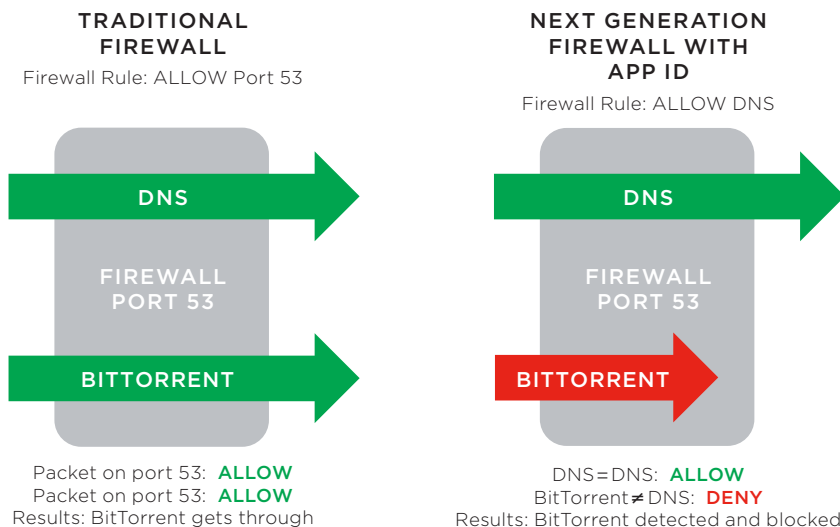 TRADITIONAL
FIREWALL
Firewall Rule: ALLOW Port 53
DNS
FIREWALL
PORT 53
BITTORRENT
Packet on port 53: ALLOW
Packet on port 53: ALLOW
Results: BitTorrent gets through
NEXT GENERATION
FIREWALL WITH
APP ID
Firewall Rule: ALLOW DNS
DNS
FIREWALL
PORT 53
BITTORRENT
DNS=DNS: ALLOW
BitTorrent≠DNS: DENY
Results: BitTorrent detected and blocked